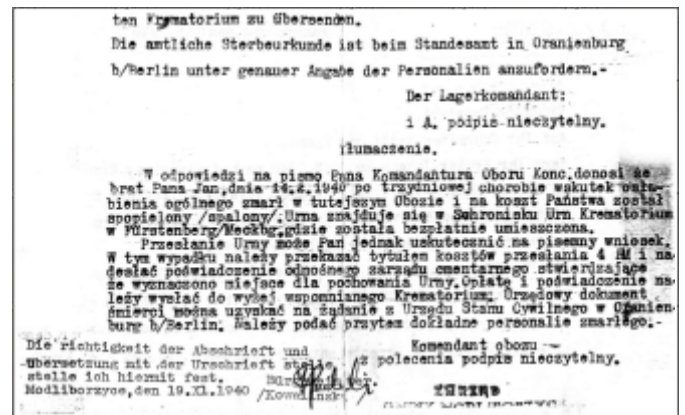 ten Krematorium zu übersenden.
Die amtliche Sterbeurkunde ist beim Standesamt in Oranienburg
b/Berlin unter genauer Angabe der Personalien anzufordern.-
Der Lagerkomandant:
i A. podpis nieczytelny.
Tłumaczenie.
W odpowiedzi na pismo Pana Komandantura Obozu Konc.donosi że
brat Pana Jan,dnia 14.2.1940 po trzydniowej chorobie wskutek osła-
bienia ogólnego zmarł w tutejszym Obozie i na koszt Państwa został
spopielony /spalony/.Urna znajduje się w Schronisku Urn Krematorium
w Fürstenberg/Meckbg,gdzie została bezpłatnie umieszczona.
Przesłanie Urny może Pan jednak uskutecznić na pisemny wniosek.
W tym wypadku należy przekazać tytułem kosztów przesłania 4 RM i na-
desłać poświadczenie odnośnego zarządu cmentarnego stwierdzające
że wyznaczono miejsce dla pochowania Urny.Opłatę i poświadczenie na-
leży wysłać do wyżej wspomnianego Krematorium. Urzędowy dokument
śmierci można uzyskać na żądanie z Urzędu Stanu Cywilnego w Oranien-
burg b/Berlin. Należy podać przytem dokładne personalie zmarłego.-
Komendant obozu -
z polecenia podpis nieczytelny.
Die richtigkeit der Abschrieft und
Übersetzung mit der Urschrieft
stelle ich hiermit fest.
Modliborzyce,den 19.XI.1940